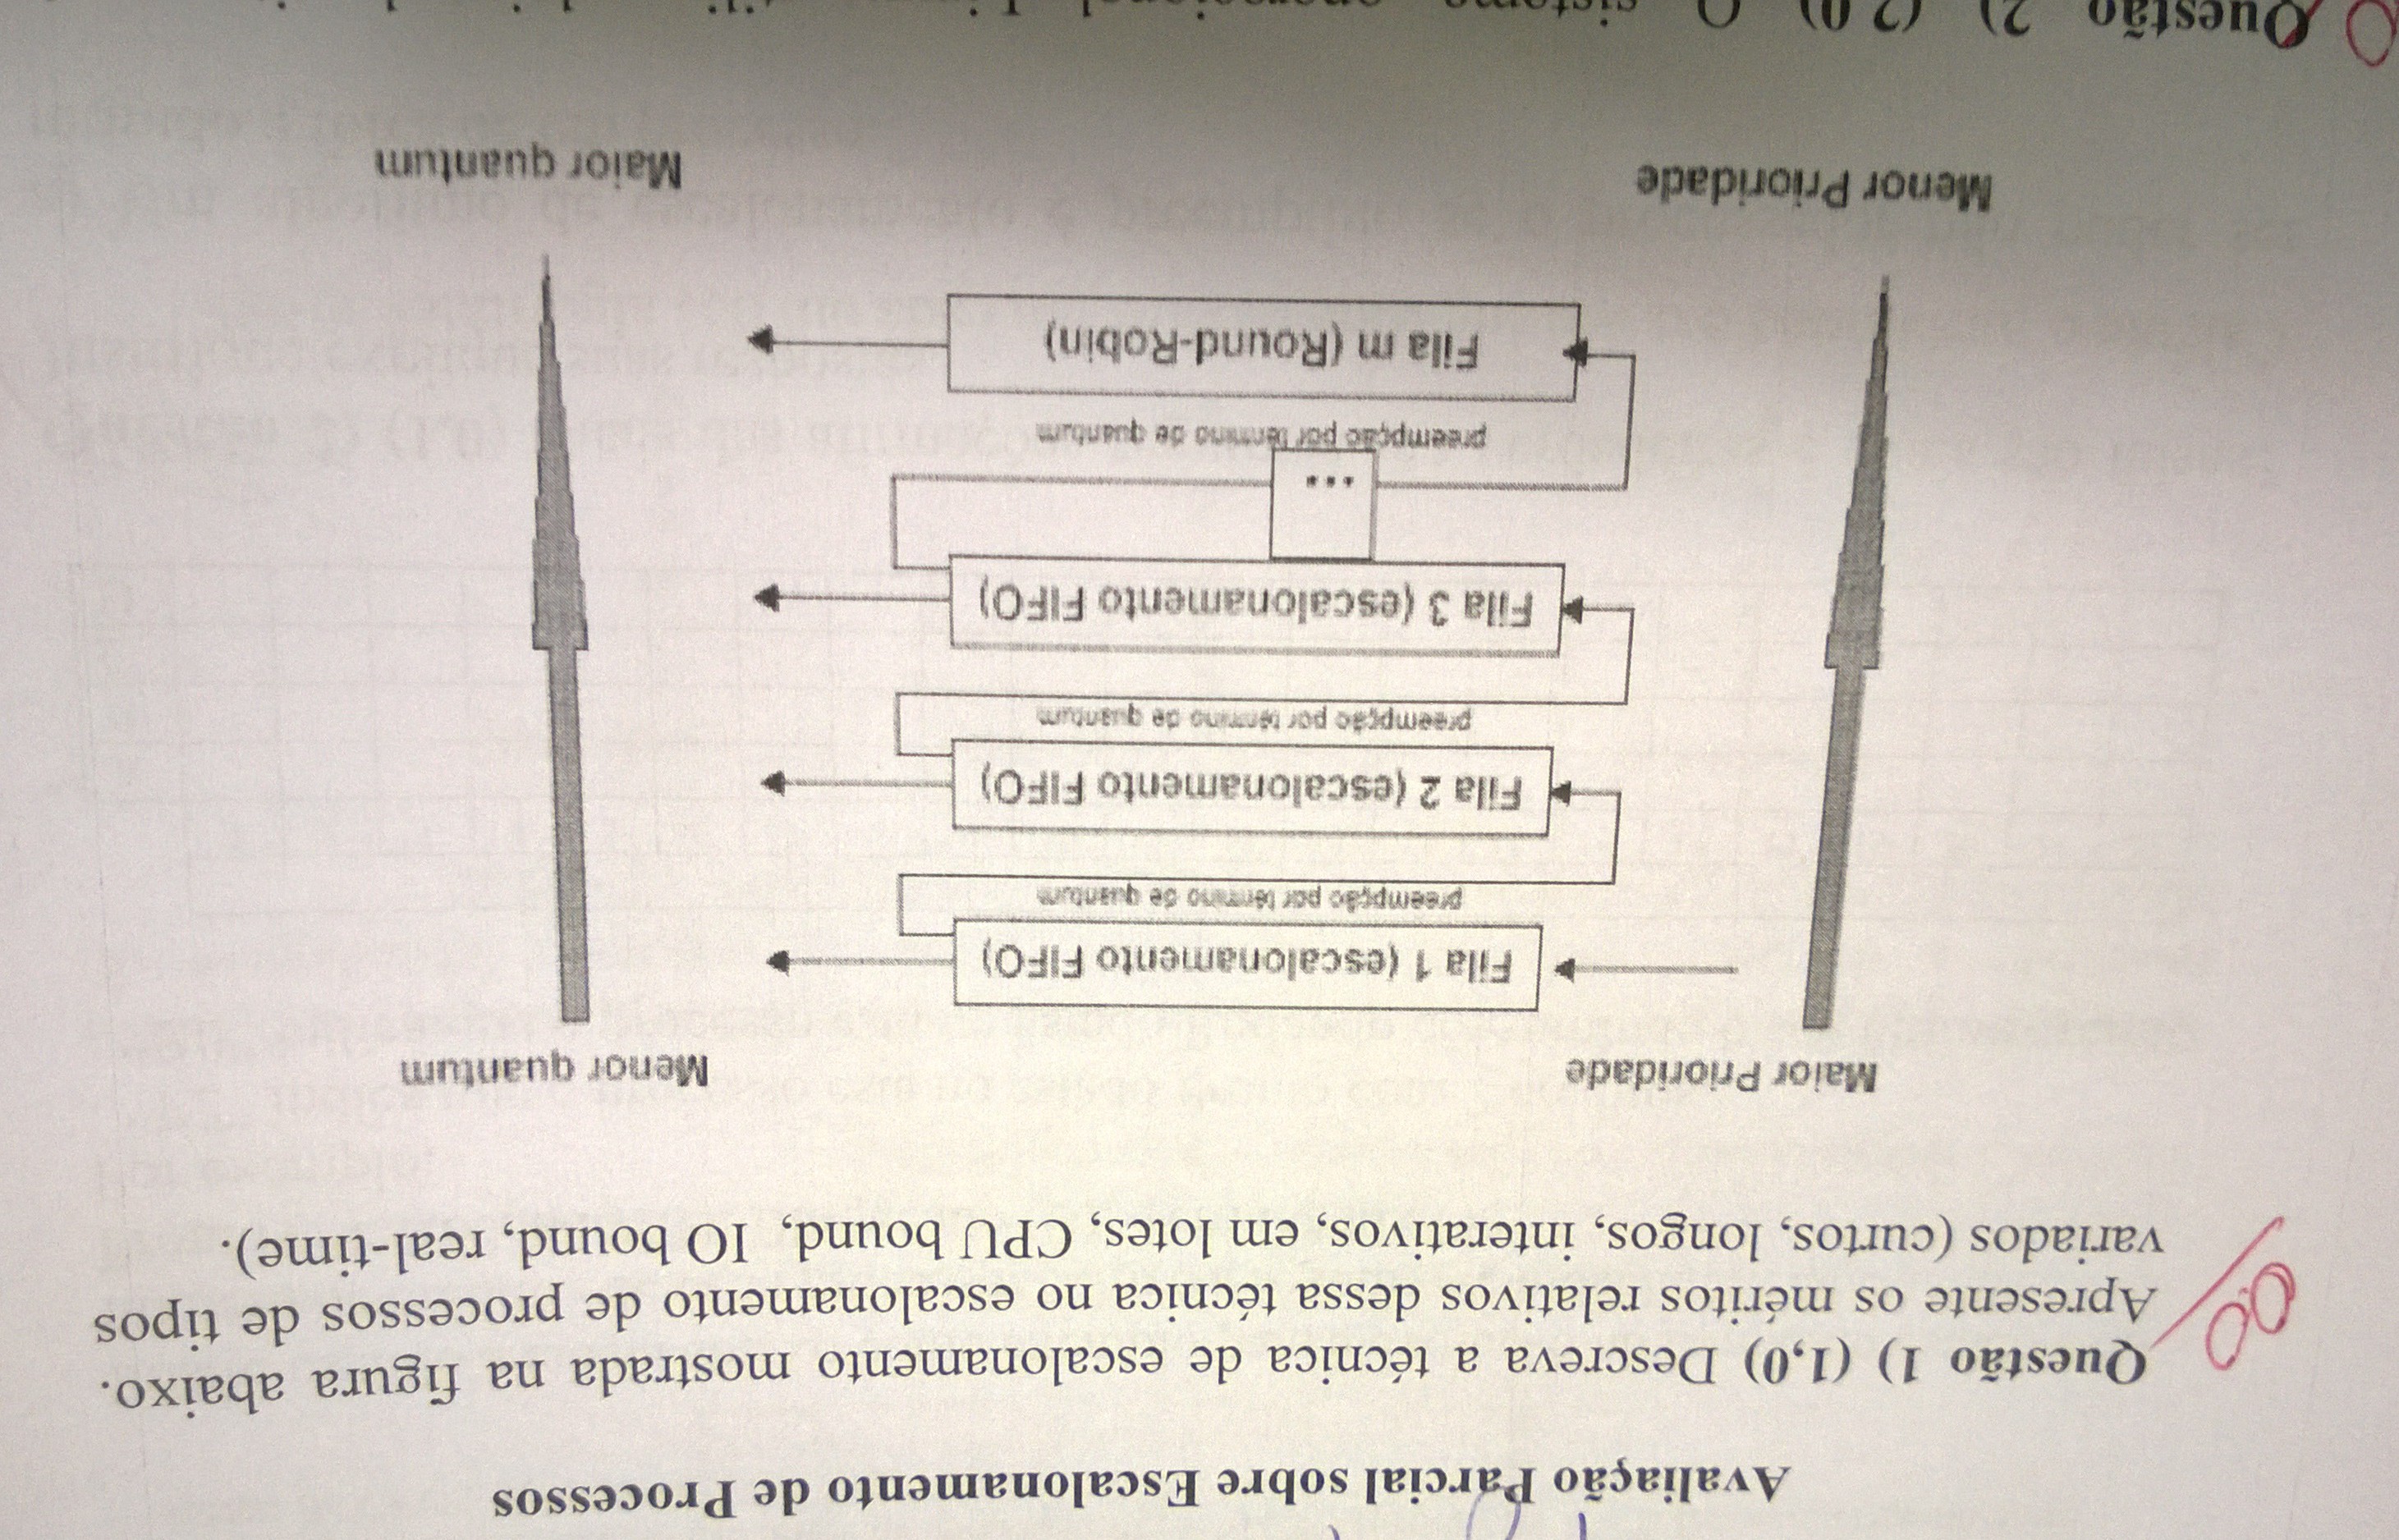 Avaliação Parcial sobre Escalonamento de Processos
0.0
Questão 1) (1,0) Descreva a técnica de escalonamento mostrada na figura abaixo.
Apresente os méritos relativos dessa técnica no escalonamento de processos de tipos
variados (curtos, longos, interativos, em lotes, CPU bound, IO bound, real-time).
Maior Prioridade
Menor quantum
Fila 1 (escalonamento FIFO)
preempção por término de quantum
Fila 2 (escalonamento FIFO)
preempção por término de quantum
Fila 3 (escalonamento FIFO)
...
preempção por término de quantum
Fila m (Round-Robin)
Menor Prioridade
Maior quantum
Questão 2) (2,0) O sistema operacional